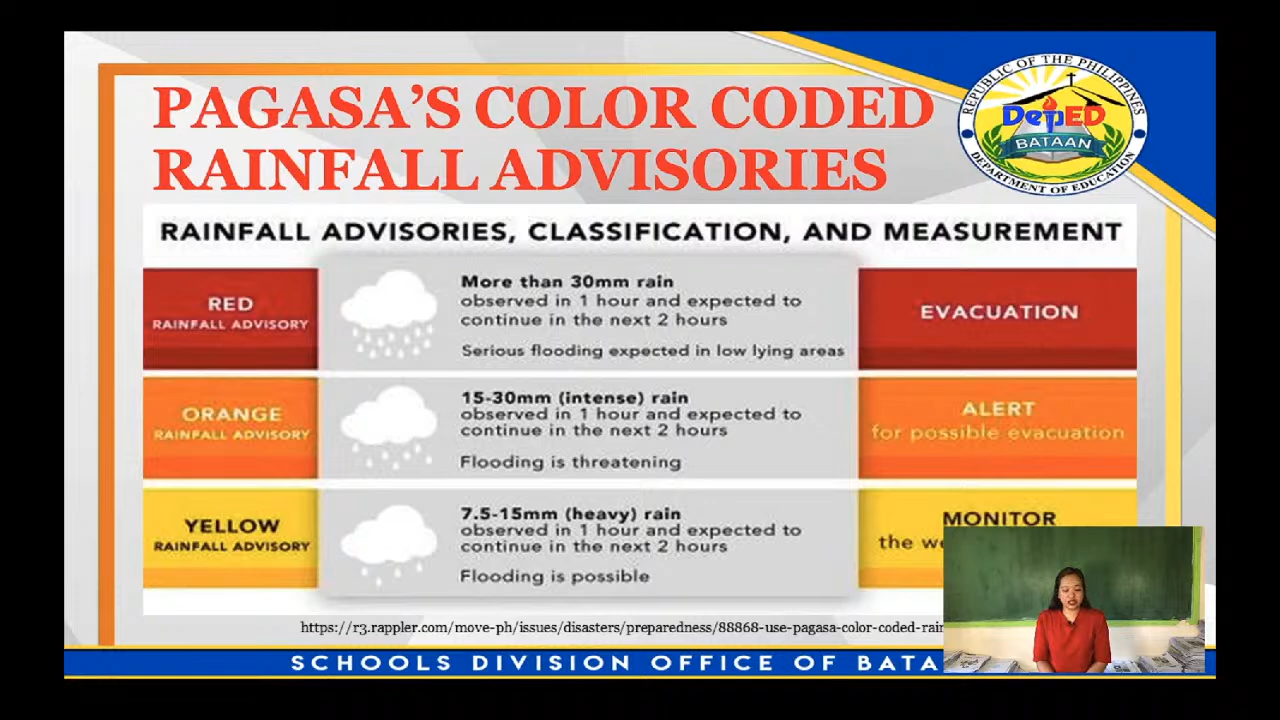 PAGASA'S COLOR CODED
RAINFALL ADVISORIES
REPUBLIC OF THE PHILIPPINES
DepED
BATAAN
DEPARTMENT OF EDUCATION
RAINFALL ADVISORIES, CLASSIFICATION, AND MEASUREMENT
RED
RAINFALL ADVISORY
More than 30mm rain
observed in 1 hour and expected to
continue in the next 2 hours
Serious flooding expected in low lying areas
EVACUATION
ORANGE
RAINFALL ADVISORY
15-30mm (intense) rain
observed in 1 hour and expected to
continue in the next 2 hours
Flooding is threatening
ALERT
for possible evacuation
YELLOW
RAINFALL ADVISORY
7.5-15mm (heavy) rain
observed in 1 hour and expected to
continue in the next 2 hours
Flooding is possible
MONITOR
the
https://r3.rappler.com/move-ph/issues/disasters/preparedness/88868-use-pagasa-color-coded-rai
SCHOOLS DIVISION OFFICE OF BATA